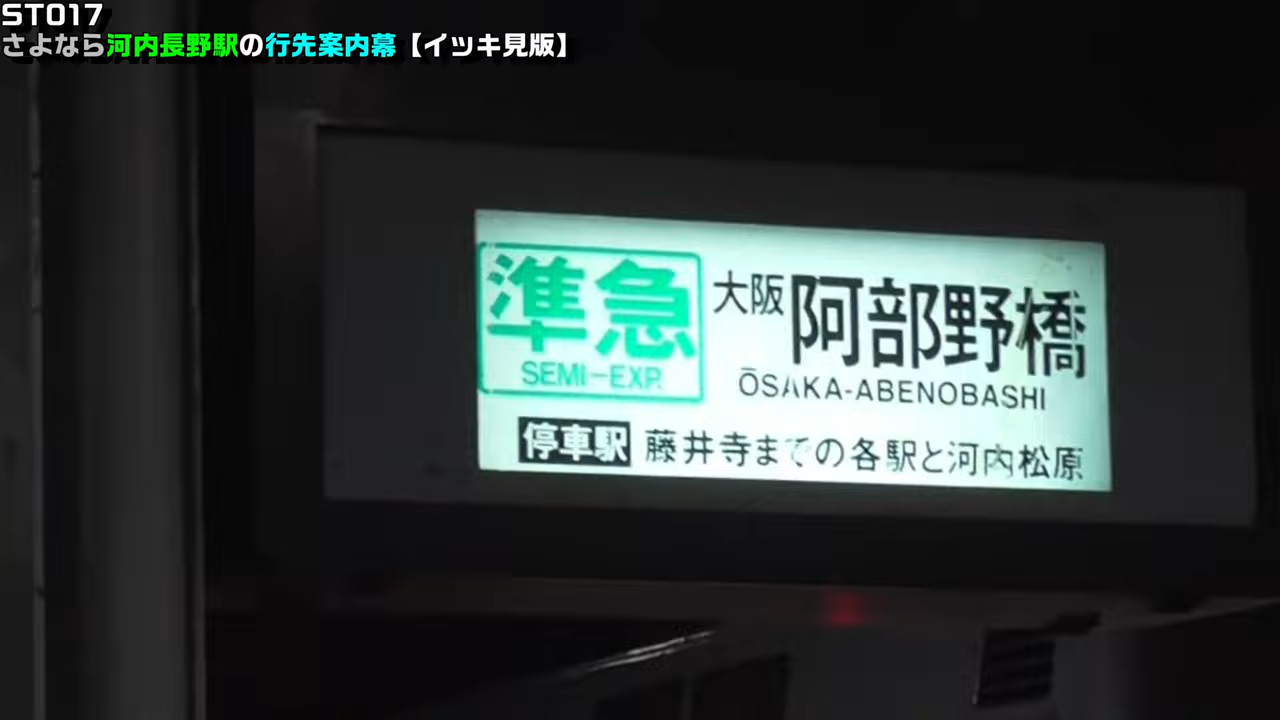 ST017
さよなら河内長野駅の行先案内幕【イッキ見版】
準急 大阪 阿部野橋
SEMI-EXP. ŌSAKA-ABENOBASHI
停車駅 藤井寺までの各駅と河内松原